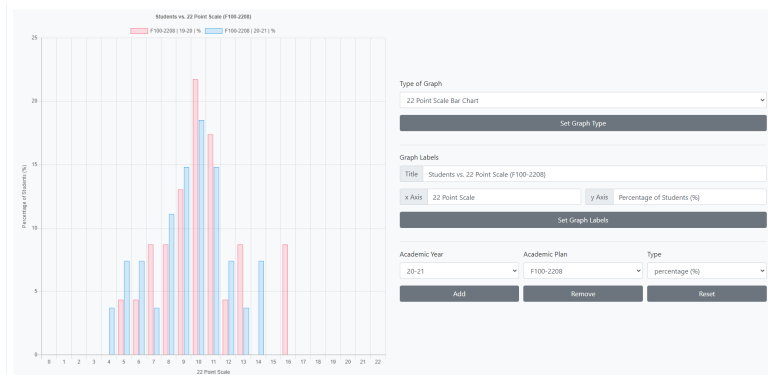 Students vs. 22 Point Scale (F100-2208)
F100-2208 | 19-20 | % F100-2208 | 20-21 | %
25
20
15
10
5
0
Percentage of Students (%)
0 1 2 3 4 5 6 7 8 9 10 11 12 13 14 15 16 17 18 19 20 21 22
22 Point Scale
Type of Graph
22 Point Scale Bar Chart
Set Graph Type
Graph Labels
Title Students vs. 22 Point Scale (F100-2208)
x Axis 22 Point Scale y Axis Percentage of Students (%)
Set Graph Labels
Academic Year Academic Plan Type
20-21 F100-2208 percentage (%)
Add Remove Reset